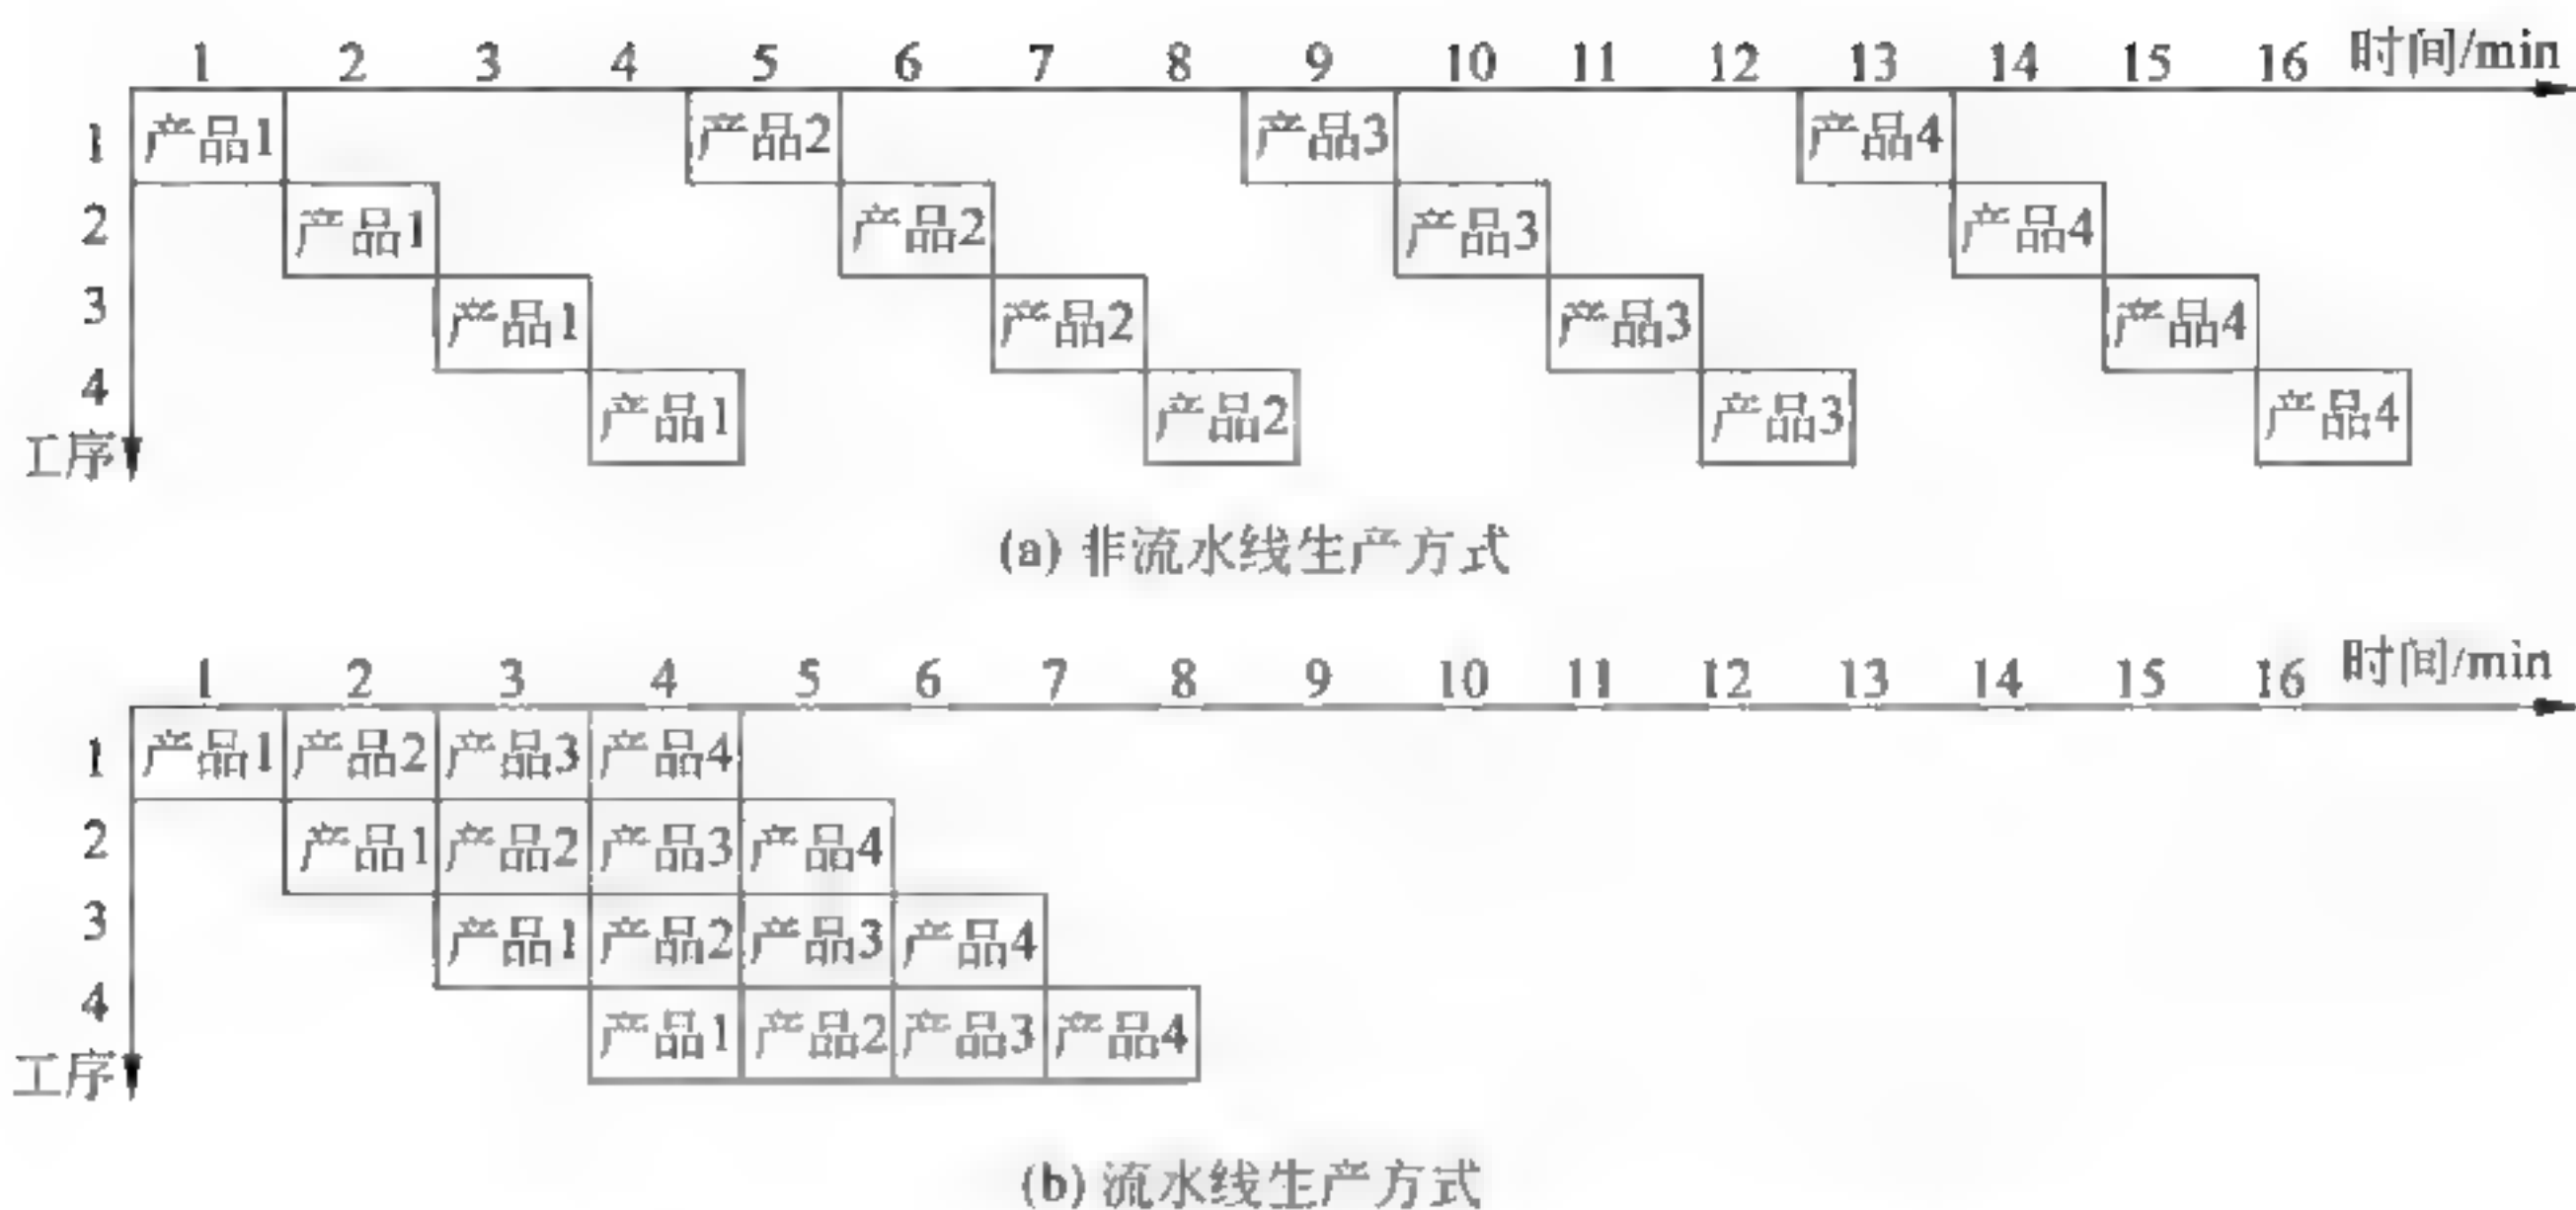 1 2 3 4 5 6 7 8 9 10 11 12 13 14 15 16 时间/min
1 产品1 产品2 产品3 产品4
2 产品1 产品2 产品3 产品4
3 产品1 产品2 产品3 产品4
4 产品1 产品2 产品3 产品4
工序
(a) 非流水线生产方式
1 2 3 4 5 6 7 8 9 10 11 12 13 14 15 16 时间/min
1 产品1 产品2 产品3 产品4
2 产品1 产品2 产品3 产品4
3 产品1 产品2 产品3 产品4
4 产品1 产品2 产品3 产品4
工序
(b) 流水线生产方式